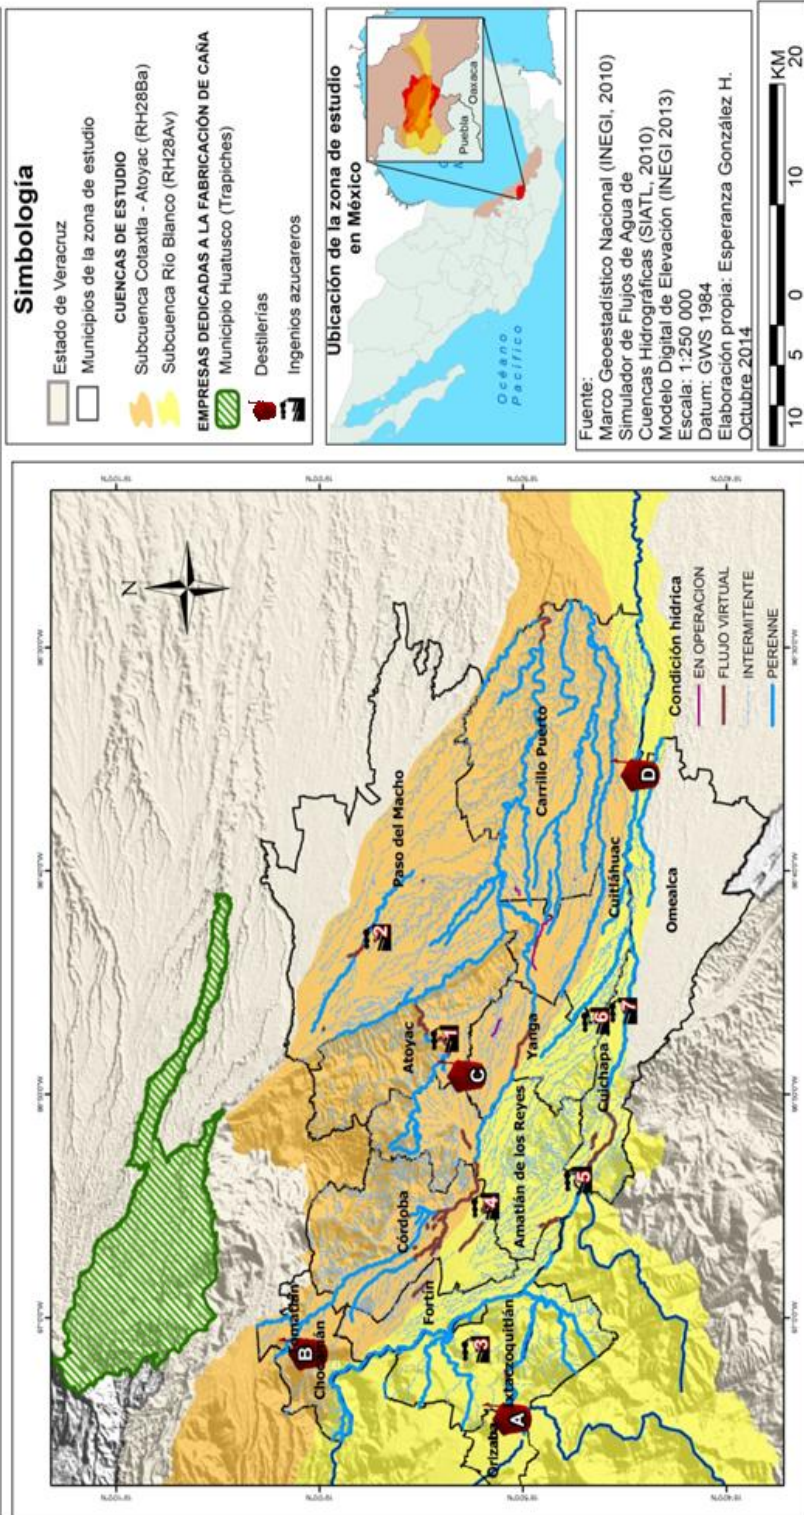 Simbología
Estado de Veracruz
Municipios de la zona de estudio
CUENCAS DE ESTUDIO
Subcuenca Cotaxtla - Atoyac (RH28Ba)
Subcuenca Río Blanco (RH28Av)
EMPRESAS DEDICADAS A LA FABRICACIÓN DE CAÑA
Municipio Huatusco (Trapiches)
Destilerías
Ingenios azucareros
Ubicación de la zona de estudio
en México
Puebla
Oaxaca
Océano
Pacífico
Fuente:
Marco Geoestadístico Nacional (INEGI, 2010)
Simulador de Flujos de Agua de
Cuencas Hidrográficas (SIATL, 2010)
Modelo Digital de Elevación (INEGI 2013)
Escala: 1:250 000
Datum: GWS 1984
Elaboración propia: Esperanza González H.
Octubre 2014
10 5 0 10 20
KM
N
Paso del Macho
2
Atoyac
1
C
Carrillo Puerto
Córdoba
4
B
Fortín
Yanga
Cuitláhuac
Amatlán de los Reyes
6
7
Cuichapa
5
3
A
D
Omealca
Condición hídrica
EN OPERACION
FLUJO VIRTUAL
INTERMITENTE
PERENNE